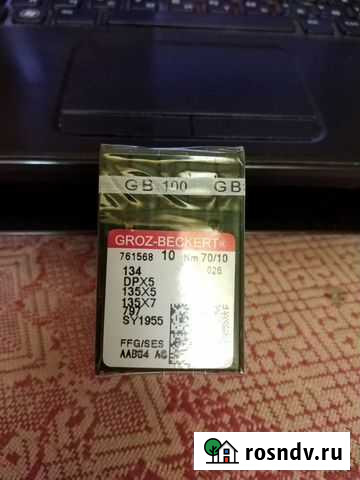 GB 100 GB
GROZ-BECKERT®
761568 10 Nm 70/10
134 026
DPX5
135X5
135X7
797
SY1955
FFG/SES
rosndv.ru